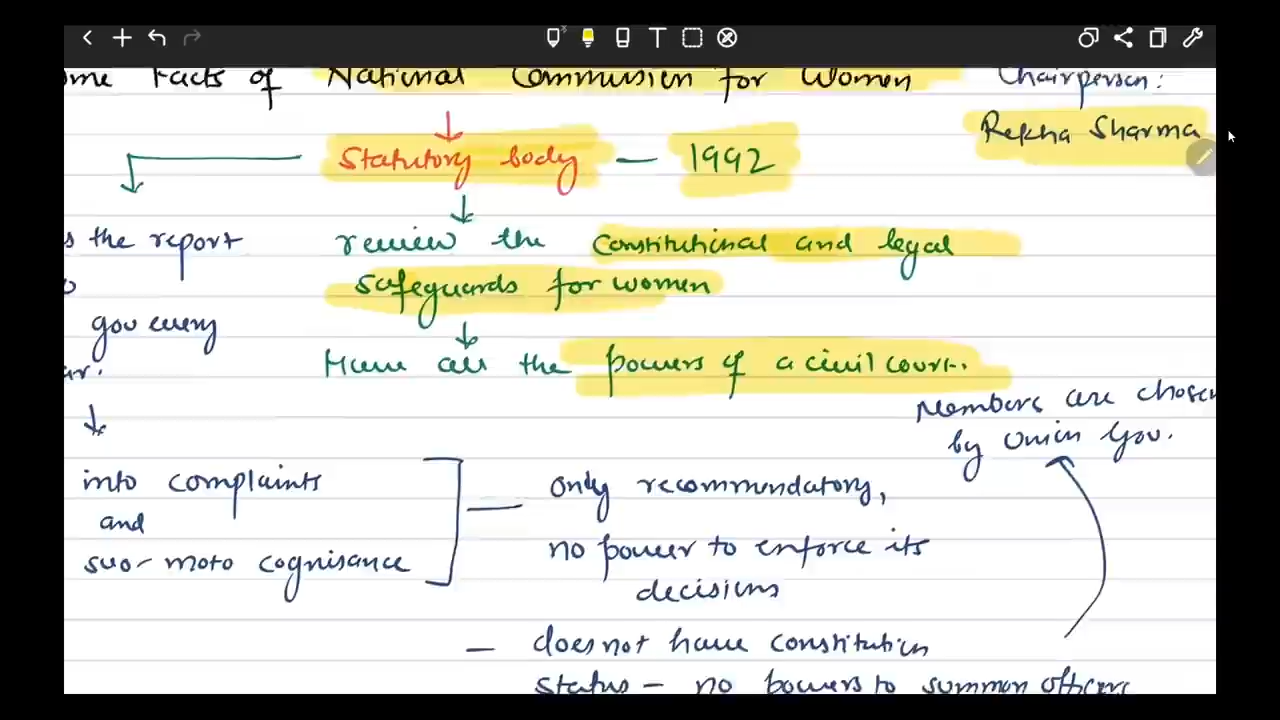 ome Facts of National Commission for Women
Chairperson:
Rekha Sharma
Statutory body — 1992
s the report
gov every
ar.
review the Constitutional and legal
safeguards for women
Have all the powers of a civil court.
Members are chosen
by Union Gov.
into complaints
and
suo-moto cognisance
only recommendatory,
no power to enforce its
decisions
— does not have constitution
status — no powers to summon officers